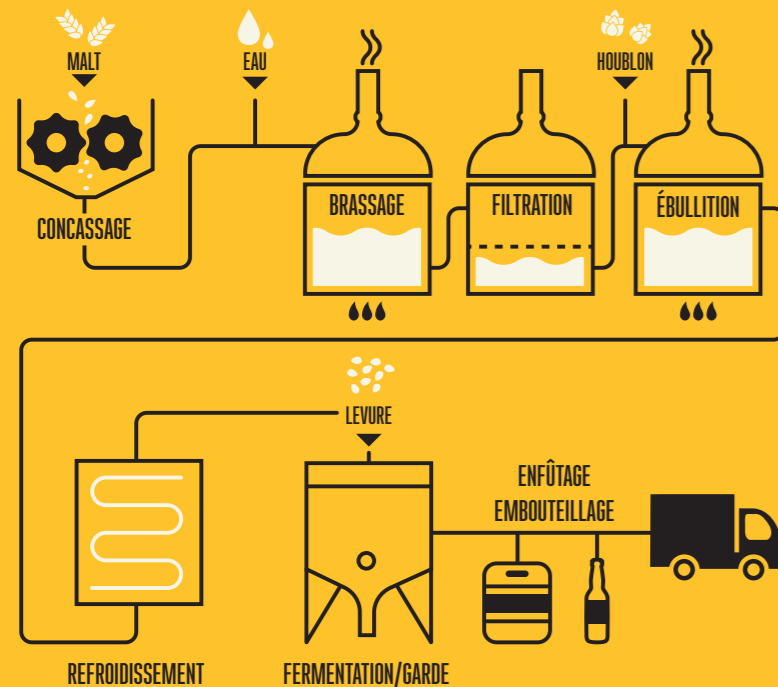 MALT
EAU
HOUBLON
CONCASSAGE
BRASSAGE
FILTRATION
ÉBULLITION
LEVURE
ENFÛTAGE
EMBOUTEILLAGE
REFROIDISSEMENT
FERMENTATION/GARDE